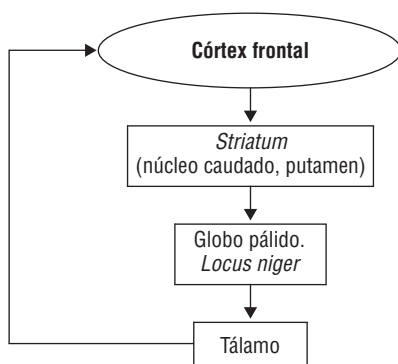 Córtex frontal
Striatum
(núcleo caudado, putamen)
Globo pálido.
Locus niger
Tálamo